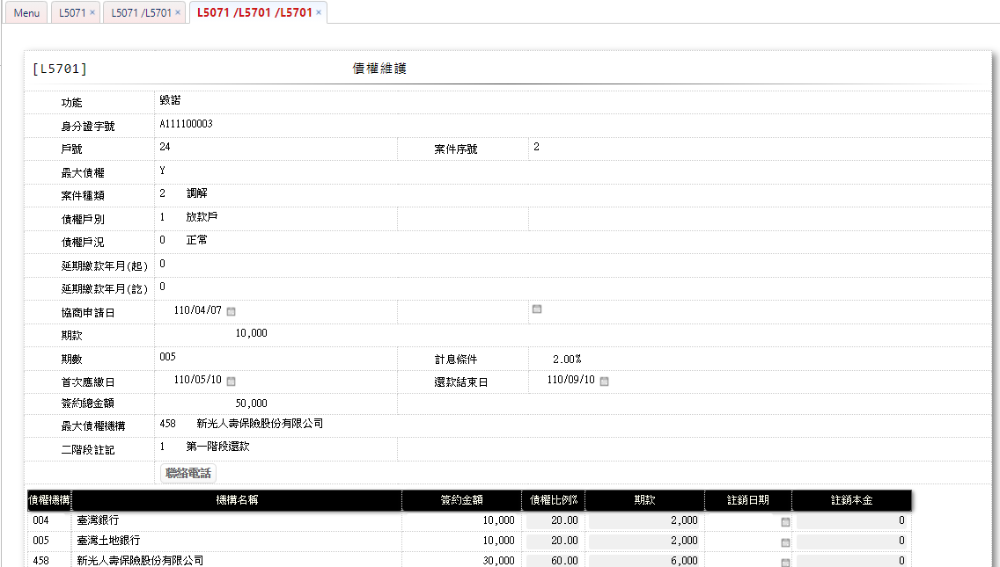 Menu L5071 × L5071 /L5701 × L5071 /L5701 /L5701 ×
[L5701] 債權維護
功能 毀諾
身分證字號 A111100003
戶號 24 案件序號 2
最大債權 Y
案件種類 2 調解
債權戶別 1 放款戶
債權戶況 0 正常
延期繳款年月(起) 0
延期繳款年月(訖) 0
協商申請日 110/04/07
期款 10,000
期數 005 計息條件 2.00%
首次應繳日 110/05/10 還款結束日 110/09/10
簽約總金額 50,000
最大債權機構 458 新光人壽保險股份有限公司
二階段註記 1 第一階段還款
聯絡電話
債權機構 機構名稱 簽約金額 債權比例% 期款 註銷日期 註銷本金
004 臺灣銀行 10,000 20.00 2,000 0
005 臺灣土地銀行 10,000 20.00 2,000 0
458 新光人壽保險股份有限公司 30,000 60.00 6,000 0